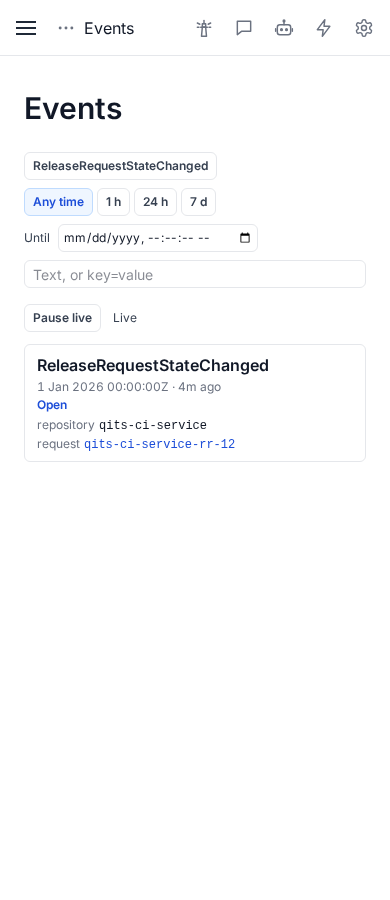 Events
Events
ReleaseRequestStateChanged
Any time 1 h 24 h 7 d
Until mm/dd/yyyy, --:--:-- --
Text, or key=value
Pause live Live
ReleaseRequestStateChanged
1 Jan 2026 00:00:00Z · 4m ago
Open
repository qits-ci-service
request qits-ci-service-rr-12